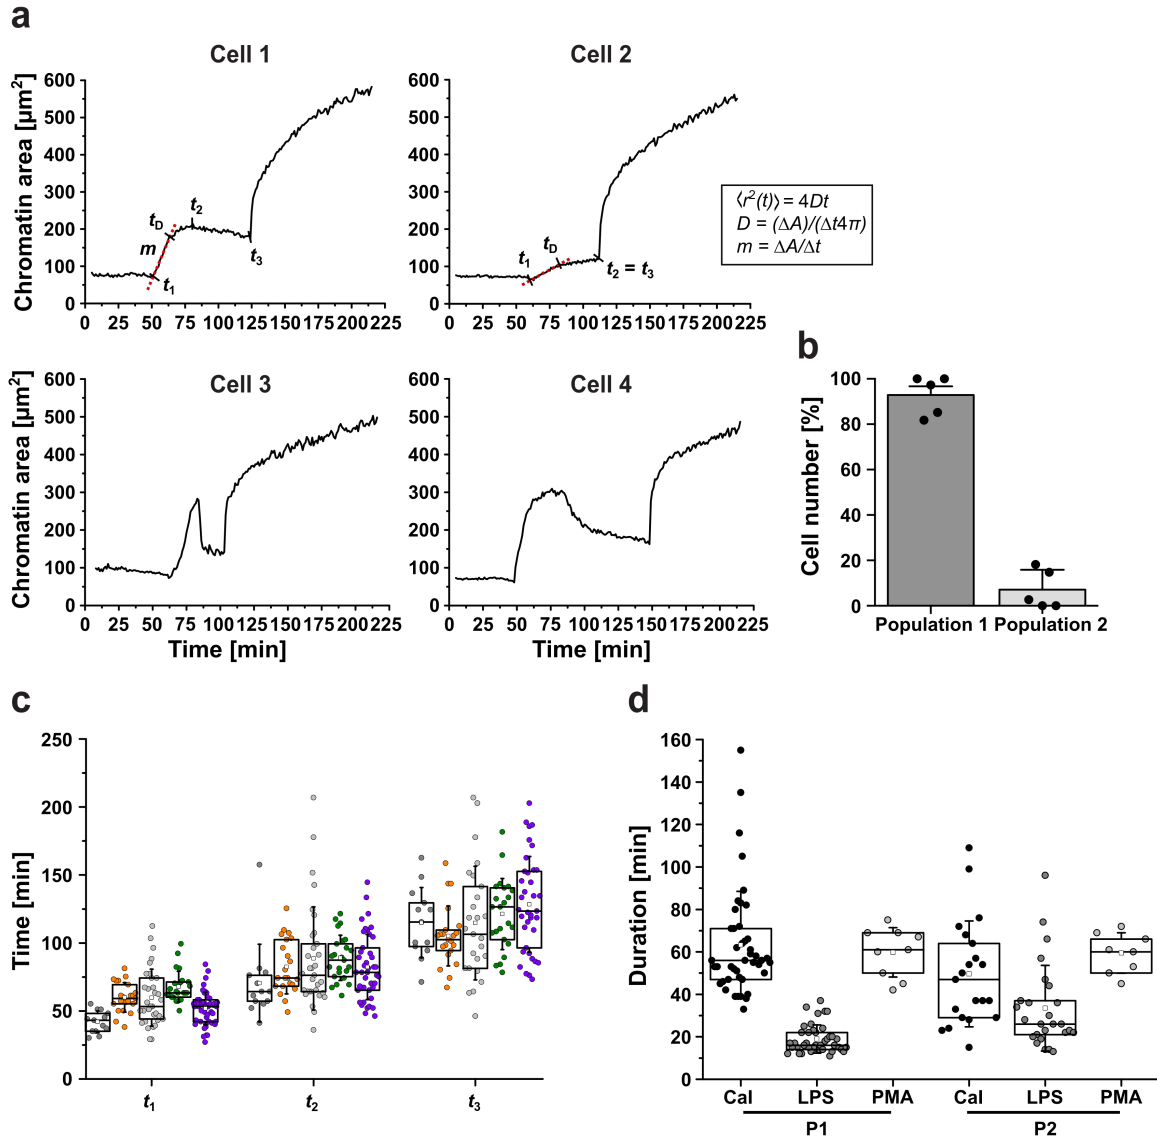 a
Cell 1
Cell 2
Chromatin area [µm²]
600
500
400
300
200
100
0
t_D
t_2
m
t_1
t_3
0 25 50 75 100 125 150 175 200 225
600
500
400
300
200
100
0
t_1
t_D
t_2 = t_3
0 25 50 75 100 125 150 175 200 225
⟨r²(t)⟩ = 4Dt
D = (ΔA)/(Δt4π)
m = ΔA/Δt
Cell 3
Cell 4
Chromatin area [µm²]
600
500
400
300
200
100
0
0 25 50 75 100 125 150 175 200 225
Time [min]
600
500
400
300
200
100
0
0 25 50 75 100 125 150 175 200 225
Time [min]
b
Cell number [%]
100
80
60
40
20
0
Population 1 Population 2
c
Time [min]
250
200
150
100
50
0
t_1 t_2 t_3
d
Duration [min]
160
140
120
100
80
60
40
20
0
Cal LPS PMA Cal LPS PMA
P1 P2